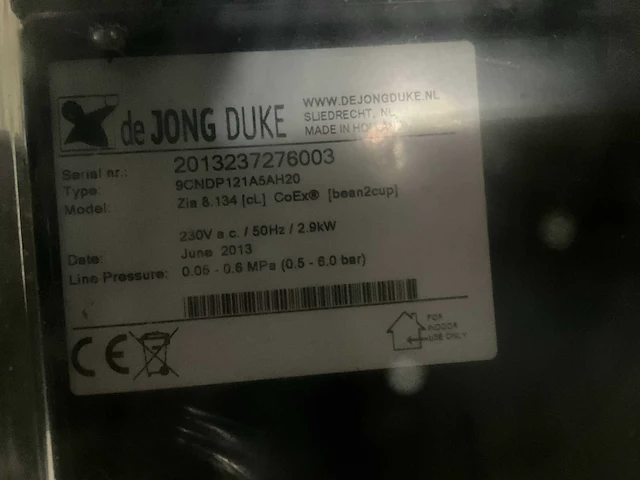 de JONG DUKE
WWW.DEJONGDUKE.NL
SLIEDRECHT, NL
MADE IN HOLLAND
Serial nr.: 2013237276003
Type: 9CNDP121A5AH20
Model: Zia 8.134 [cL] CoEx® [bean2cup]
230V a.c. / 50Hz / 2.9kW
Date: June 2013
Line Pressure: 0.05 - 0.6 MPa (0.5 - 6.0 bar)
CE
FOR
INDOOR
USE ONLY